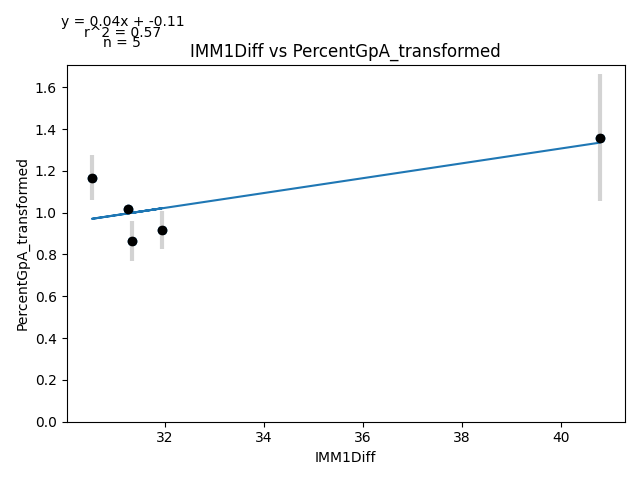 y = 0.04x + -0.11
r^2 = 0.57
n = 5
IMM1Diff vs PercentGpA_transformed
PercentGpA_transformed
1.6
1.4
1.2
1.0
0.8
0.6
0.4
0.2
0.0
32 34 36 38 40
IMM1Diff